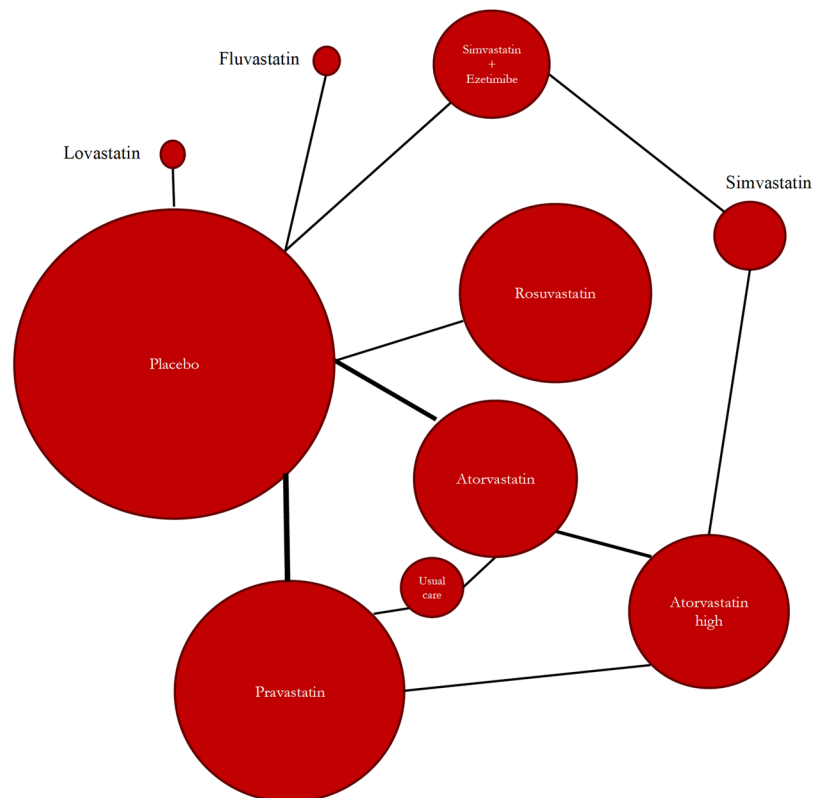 Fluvastatin
Simvastatin
+
Ezetimibe
Lovastatin
Simvastatin
Rosuvastatin
Placebo
Atorvastatin
Usual
care
Atorvastatin
high
Pravastatin